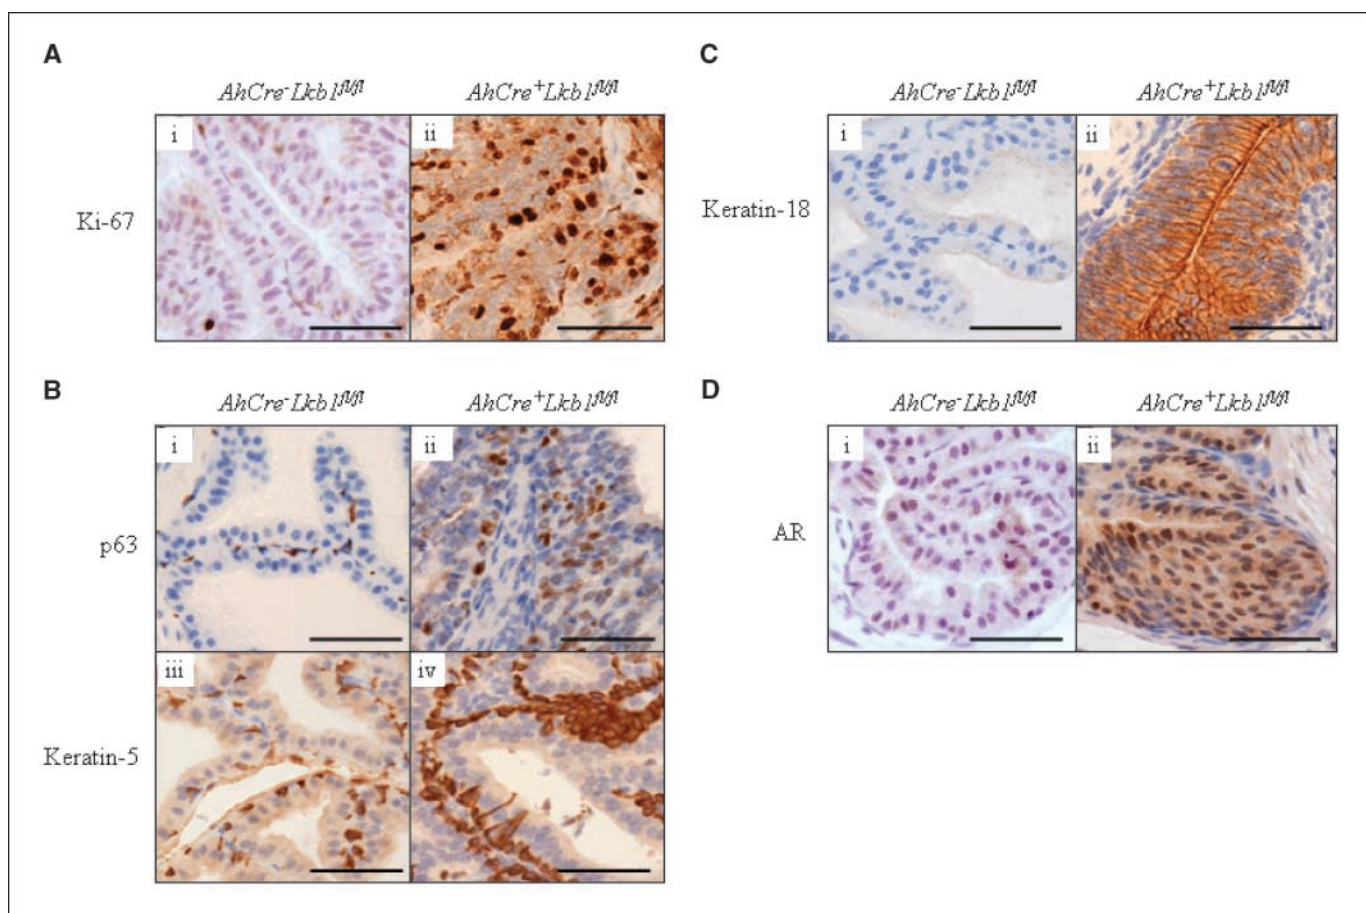 A
AhCre⁻Lkb1ᶠˡ/ᶠˡ AhCre⁺Lkb1ᶠˡ/ᶠˡ
i ii
Ki-67
B
AhCre⁻Lkb1ᶠˡ/ᶠˡ AhCre⁺Lkb1ᶠˡ/ᶠˡ
i ii
p63
iii iv
Keratin-5
C
AhCre⁻Lkb1ᶠˡ/ᶠˡ AhCre⁺Lkb1ᶠˡ/ᶠˡ
i ii
Keratin-18
D
AhCre⁻Lkb1ᶠˡ/ᶠˡ AhCre⁺Lkb1ᶠˡ/ᶠˡ
i ii
AR